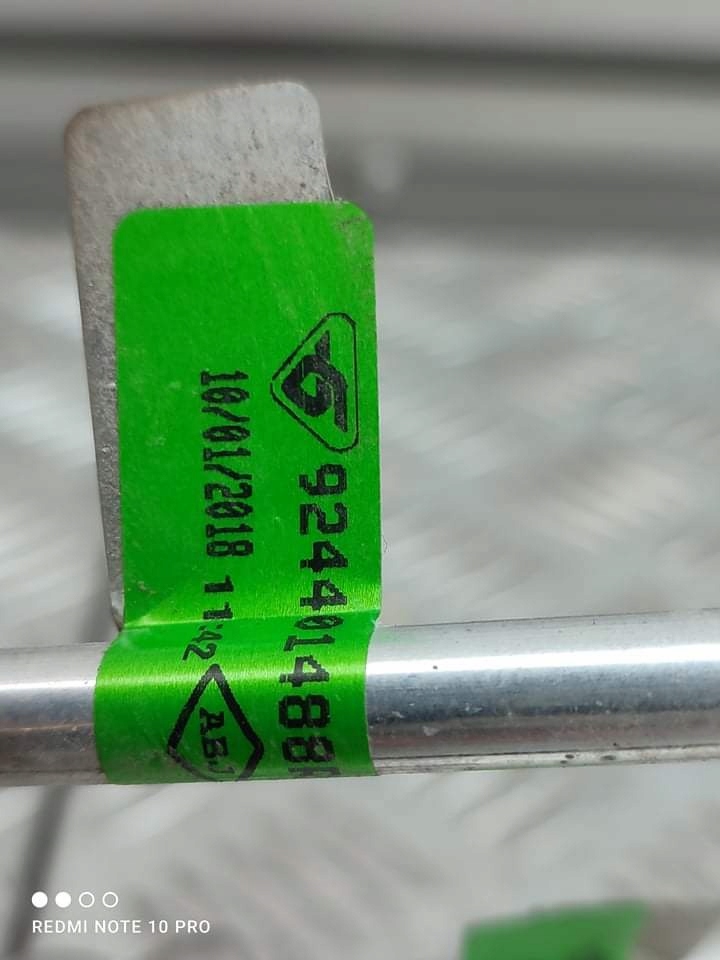 924401488R
10/01/2018 11:42
REDMI NOTE 10 PRO